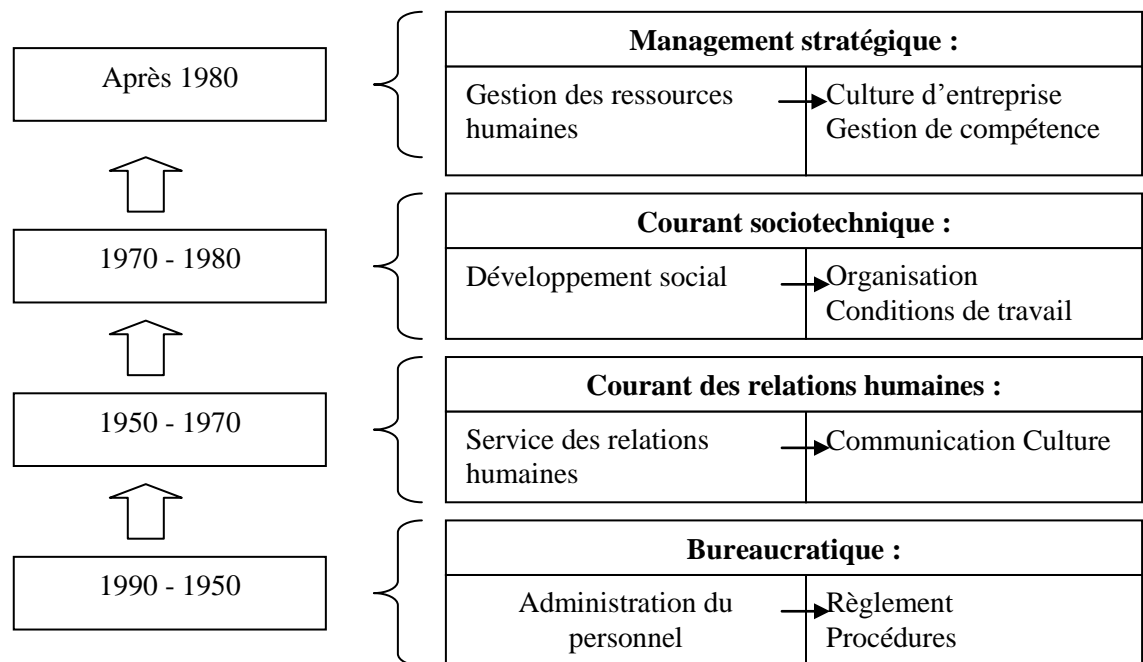 Après 1980
Management stratégique :
Gestion des ressources
humaines
Culture d'entreprise
Gestion de compétence
1970 - 1980
Courant sociotechnique :
Développement social
Organisation
Conditions de travail
1950 - 1970
Courant des relations humaines :
Service des relations
humaines
Communication Culture
1990 - 1950
Bureaucratique :
Administration du
personnel
Règlement
Procédures